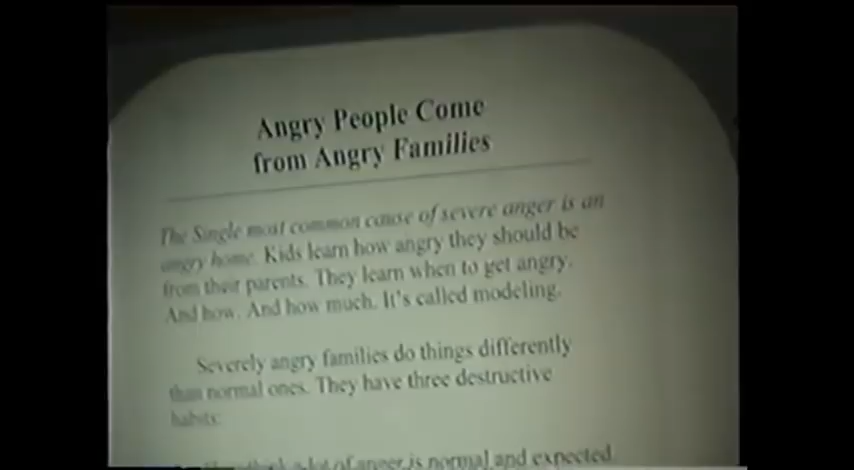 Angry People Come
from Angry Families
The Single most common cause of severe anger is an
angry home. Kids learn how angry they should be
from their parents. They learn when to get angry.
And how. And how much. It's called modeling.
Severely angry families do things differently
than normal ones. They have three destructive
habits:
think a lot of anger is normal and expected